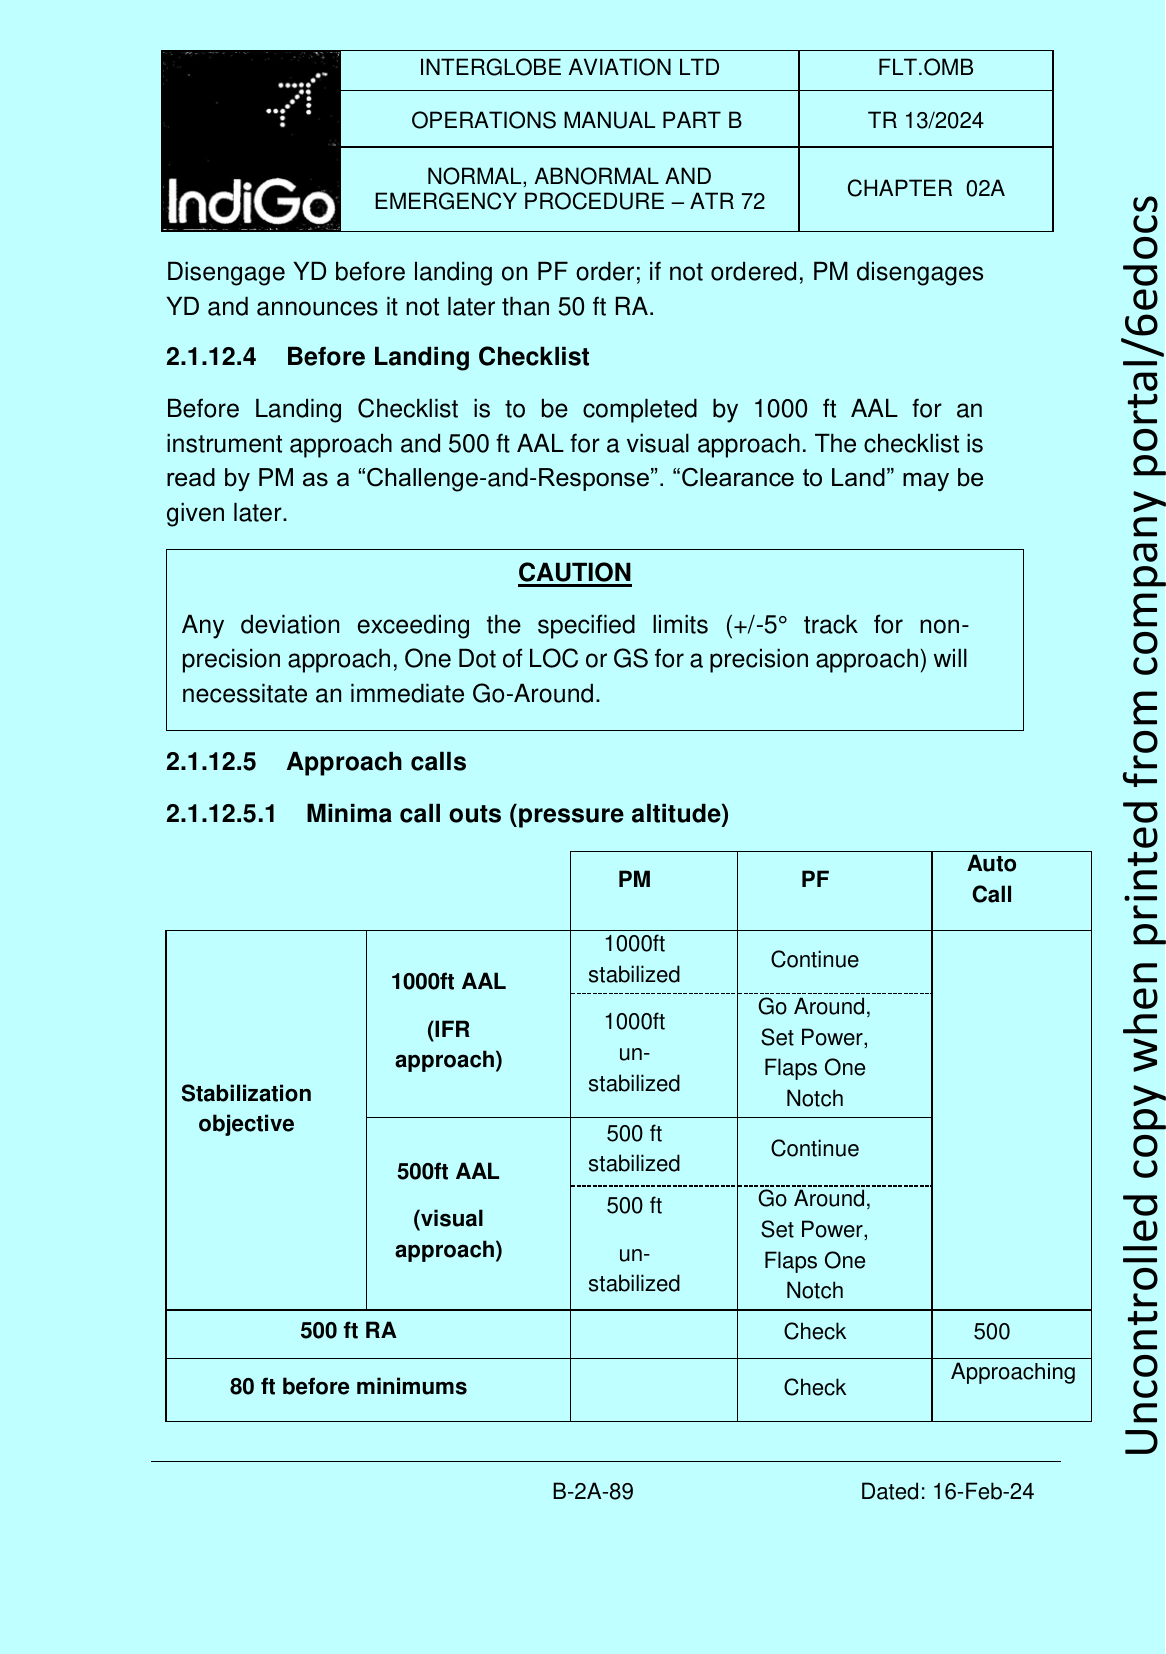 IndiGo
INTERGLOBE AVIATION LTD
FLT.OMB
OPERATIONS MANUAL PART B
TR 13/2024
NORMAL, ABNORMAL AND
EMERGENCY PROCEDURE – ATR 72
CHAPTER 02A
Disengage YD before landing on PF order; if not ordered, PM disengages
YD and announces it not later than 50 ft RA.
2.1.12.4 Before Landing Checklist
Before Landing Checklist is to be completed by 1000 ft AAL for an
instrument approach and 500 ft AAL for a visual approach. The checklist is
read by PM as a “Challenge-and-Response”. “Clearance to Land” may be
given later.
CAUTION
Any deviation exceeding the specified limits (+/-5° track for non-
precision approach, One Dot of LOC or GS for a precision approach) will
necessitate an immediate Go-Around.
2.1.12.5 Approach calls
2.1.12.5.1 Minima call outs (pressure altitude)
PM
PF
Auto
Call
Stabilization
objective
1000ft AAL
(IFR
approach)
1000ft
stabilized
Continue
1000ft
un-
stabilized
Go Around,
Set Power,
Flaps One
Notch
500ft AAL
(visual
approach)
500 ft
stabilized
Continue
500 ft
un-
stabilized
Go Around,
Set Power,
Flaps One
Notch
500 ft RA
Check
500
80 ft before minimums
Check
Approaching
B-2A-89
Dated: 16-Feb-24
Uncontrolled copy when printed from company portal/6edocs